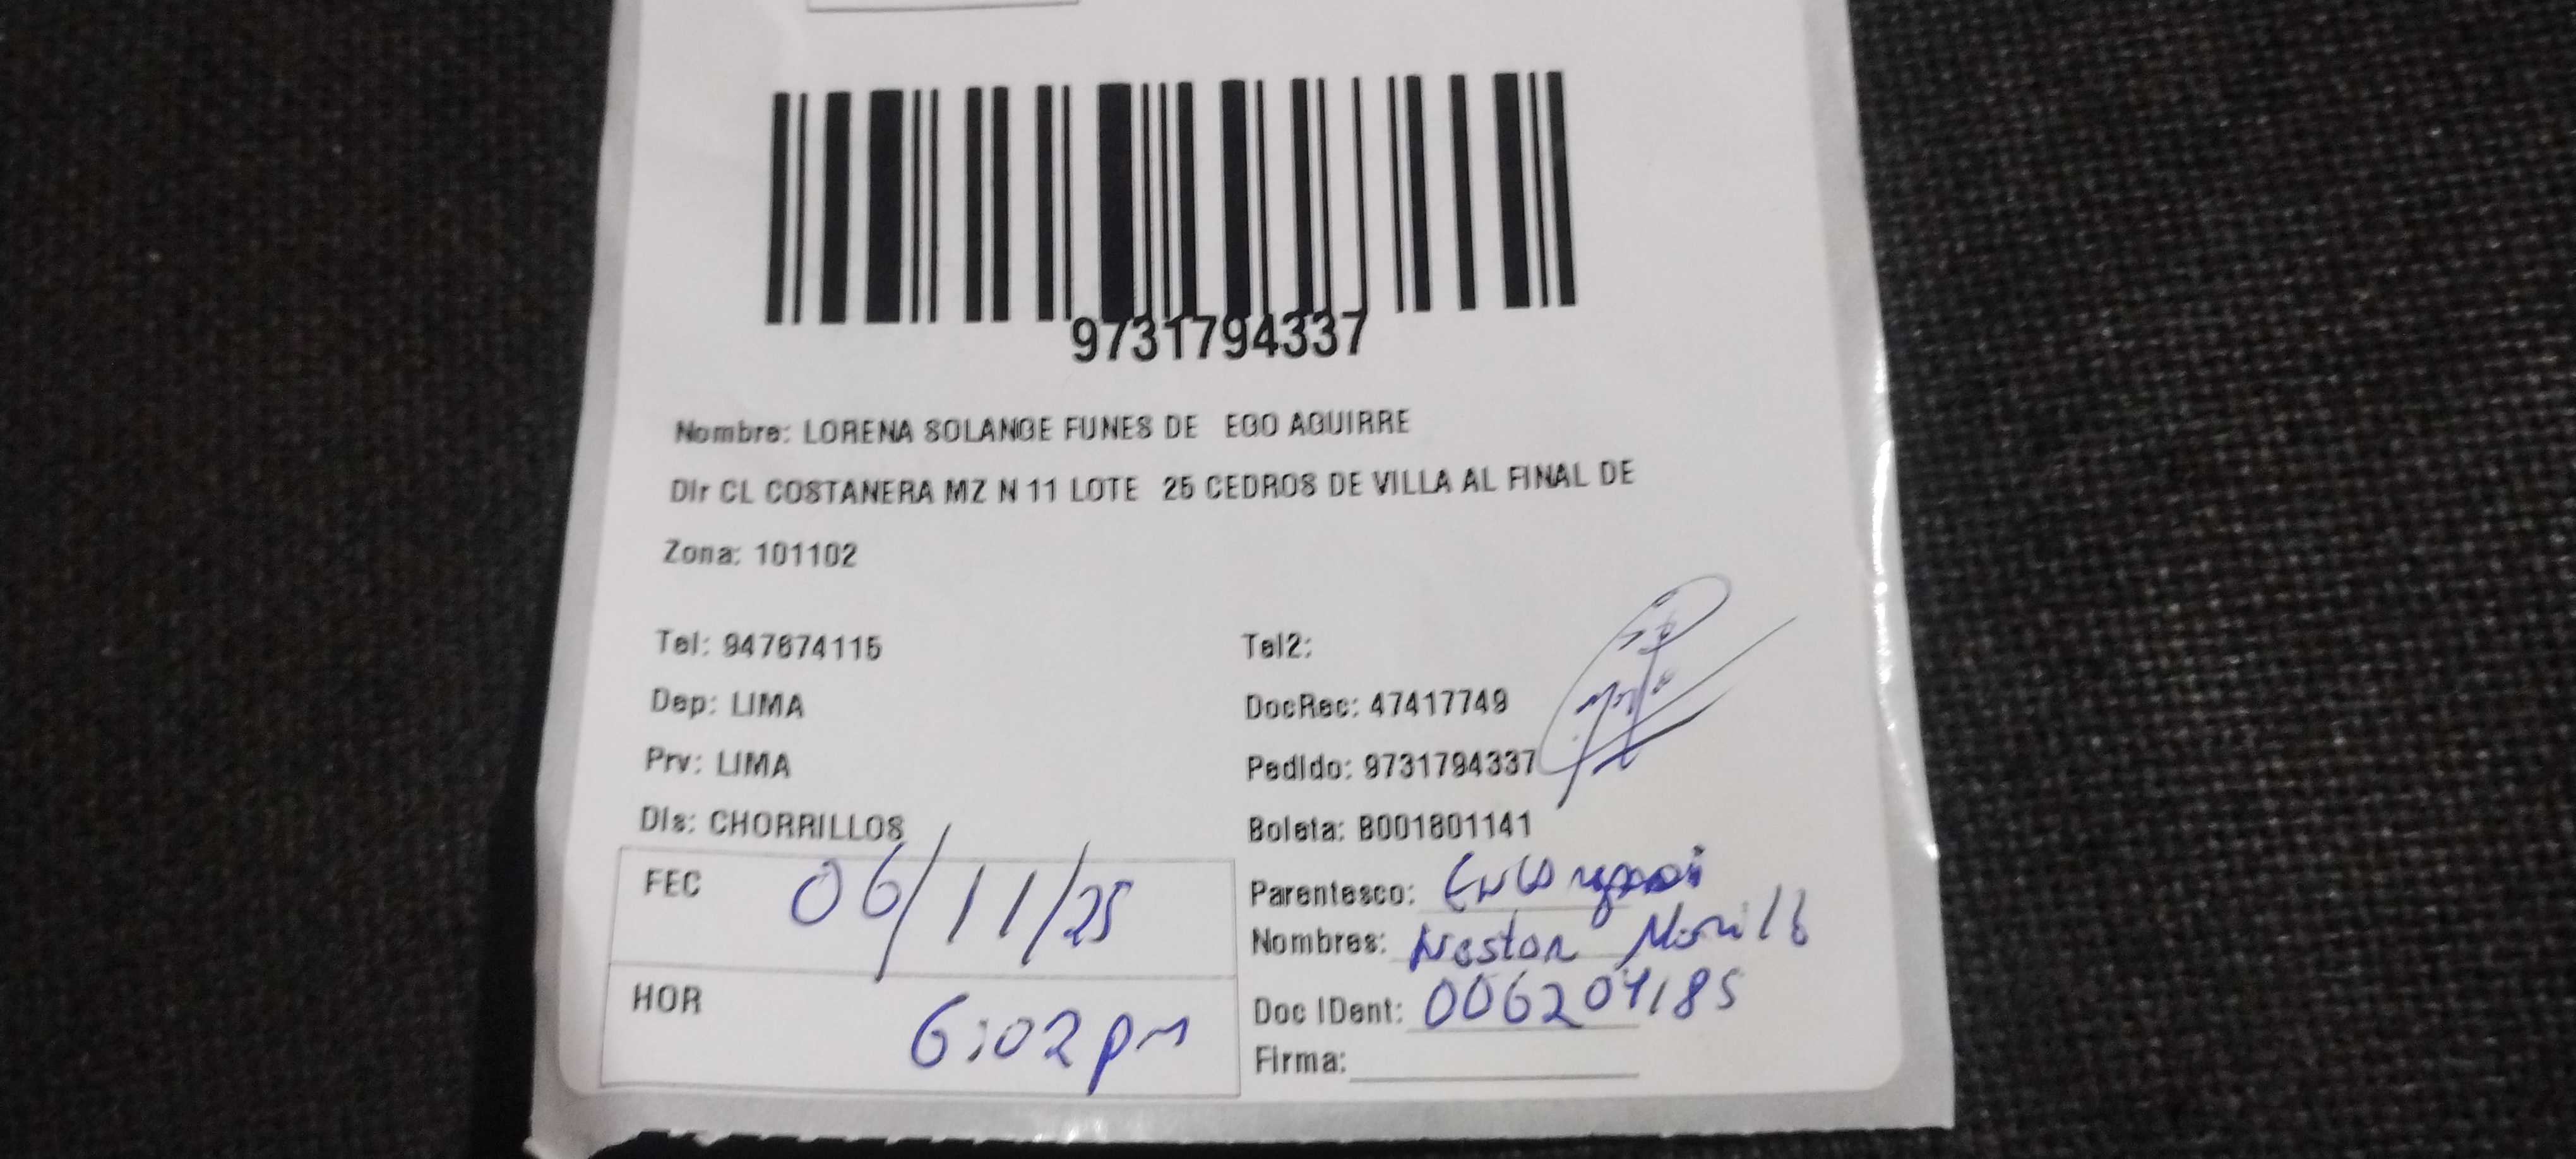 9731794337
Nombre: LORENA SOLANGE FUNES DE EGO AGUIRRE
Dir CL COSTANERA MZ N 11 LOTE 25 CEDROS DE VILLA AL FINAL DE
Zona: 101102
Tel: 947674115 Tel2:
Dep: LIMA DocRec: 47417749
Prv: LIMA Pedido: 9731794337
Dis: CHORRILLOS Boleta: B001801141
FEC 06/11/25 Parentesco:
Nombres: Nestor
HOR 6:02 pm Doc IDent:
Firma: